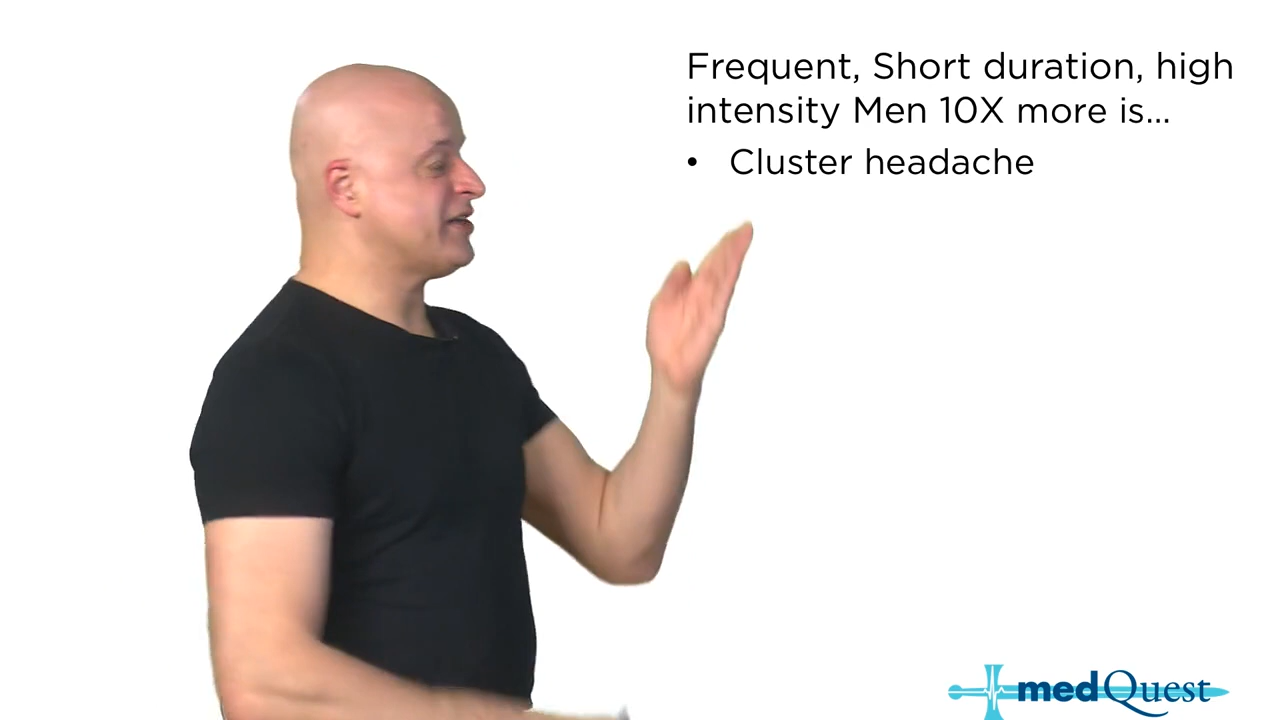 Frequent, Short duration, high
intensity Men 10X more is...
• Cluster headache
medQuest